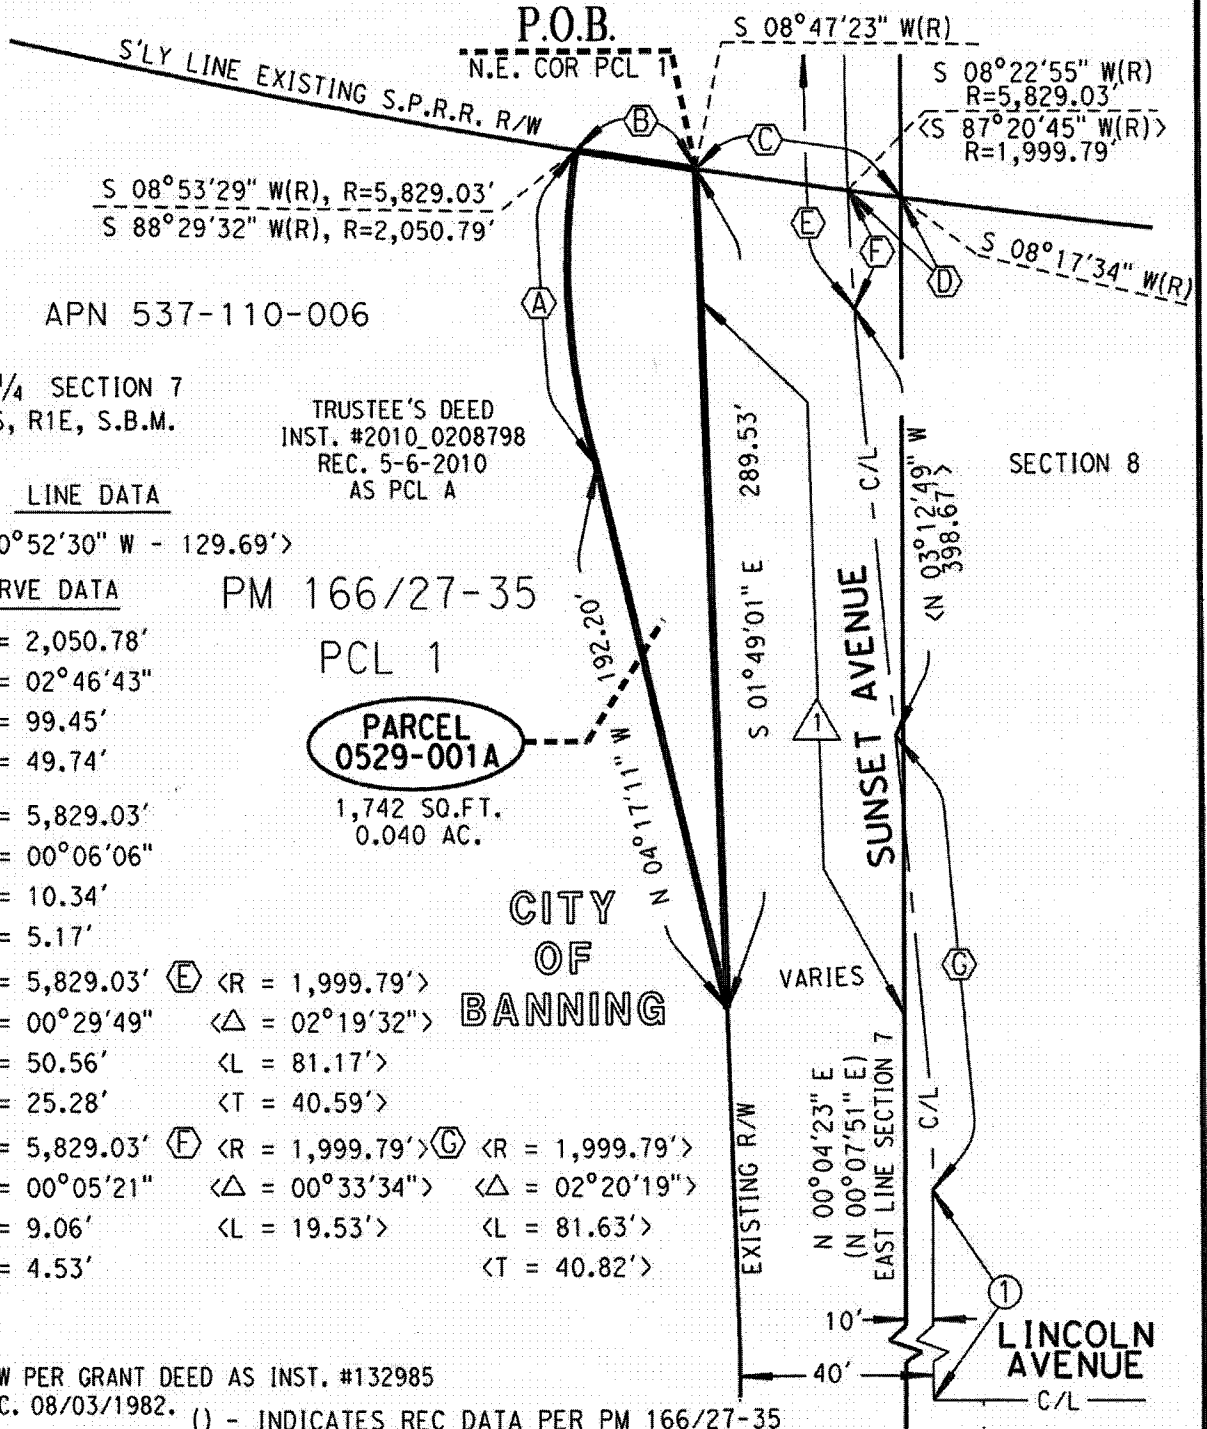 P.O.B.
N.E. COR PCL 1
S 08°47'23" W(R)
S'LY LINE EXISTING S.P.R.R. R/W
S 08°22'55" W(R)
R=5,829.03'
<S 87°20'45" W(R)>
R=1,999.79'
B
C
S 08°53'29" W(R), R=5,829.03'
S 88°29'32" W(R), R=2,050.79'
E
F
D
S 08°17'34" W(R)
A
APN 537-110-006
1/4 SECTION 7
S, R1E, S.B.M.
TRUSTEE'S DEED
INST. #2010_0208798
REC. 5-6-2010
AS PCL A
289.53'
S 01°49'01" E
C/L
<N 03°12'49" W
398.67'>
SECTION 8
LINE DATA
0°52'30" W - 129.69'>
RVE DATA
PM 166/27-35
PCL 1
192.20'
N 04°17'11" W
PARCEL
0529-001A
1,742 SQ.FT.
0.040 AC.
1
SUNSET AVENUE
= 2,050.78'
= 02°46'43"
= 99.45'
= 49.74'
= 5,829.03'
= 00°06'06"
= 10.34'
= 5.17'
CITY
OF
BANNING
VARIES
G
= 5,829.03' E <R = 1,999.79'>
= 00°29'49" <△ = 02°19'32">
= 50.56' <L = 81.17'>
= 25.28' <T = 40.59'>
= 5,829.03' F <R = 1,999.79'> G <R = 1,999.79'>
= 00°05'21" <△ = 00°33'34"> <△ = 02°20'19">
= 9.06' <L = 19.53'> <L = 81.63'>
= 4.53' <T = 40.82'>
EXISTING R/W
N 00°04'23" E
(N 00°07'51" E)
EAST LINE SECTION 7
C/L
1
10'
40'
LINCOLN
AVENUE
C/L
W PER GRANT DEED AS INST. #132985
C. 08/03/1982.
() - INDICATES REC DATA PER PM 166/27-35